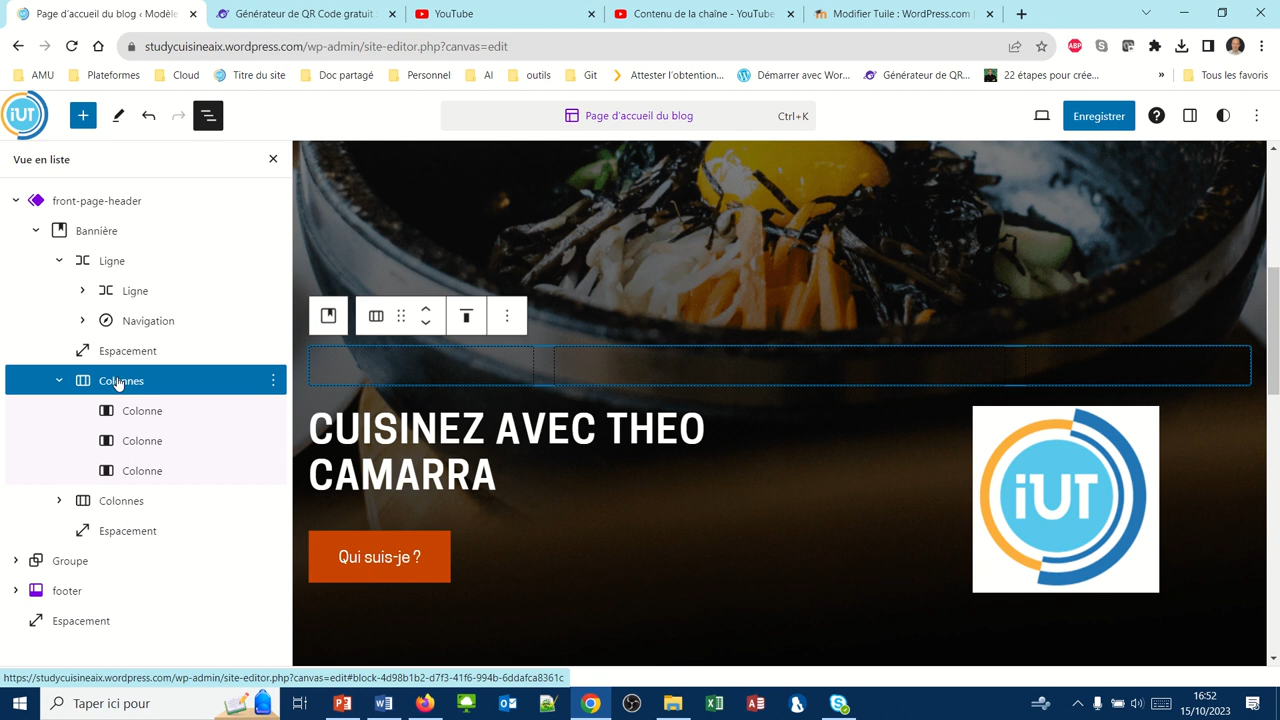 Page d'accueil du blog ‹ Modèle
Générateur de QR Code gratuit
YouTube
Contenu de la chaîne - YouTube
Modifier Tuile : WordPress.com
studycuisineaix.wordpress.com/wp-admin/site-editor.php?canvas=edit
ABP
AMU
Plateformes
Cloud
Titre du site
Doc partagé
Personnel
AI
outils
Git
Attester l'obtention...
Démarrer avec Wor...
Générateur de QR...
22 étapes pour crée...
»
Tous les favoris
iUT
Page d'accueil du blog
Ctrl+K
Enregistrer
Vue en liste
front-page-header
Bannière
Ligne
Ligne
Navigation
Espacement
Colonnes
Colonne
Colonne
Colonne
Colonnes
Espacement
Groupe
footer
Espacement
CUISINEZ AVEC THEO
CAMARRA
Qui suis-je ?
iUT
https://studycuisineaix.wordpress.com/wp-admin/site-editor.php?canvas=edit#block-4d98b1b2-d7f3-41f6-994b-6ddafca8361c
Taper ici pour
16:52
15/10/2023